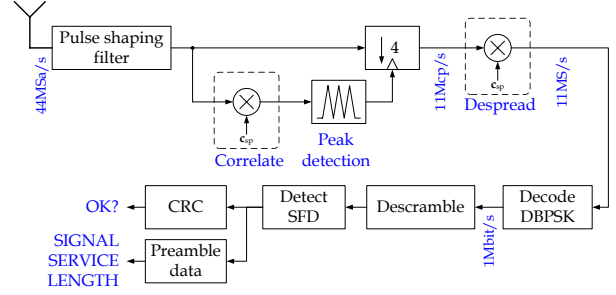 Pulse shaping
filter
4
44MSa/s
11Mcp/s
11MS/s
c_sp
Despread
c_sp
Correlate
Peak
detection
OK?
CRC
Detect
SFD
Descramble
Decode
DBPSK
1Mbit/s
SIGNAL
SERVICE
LENGTH
Preamble
data